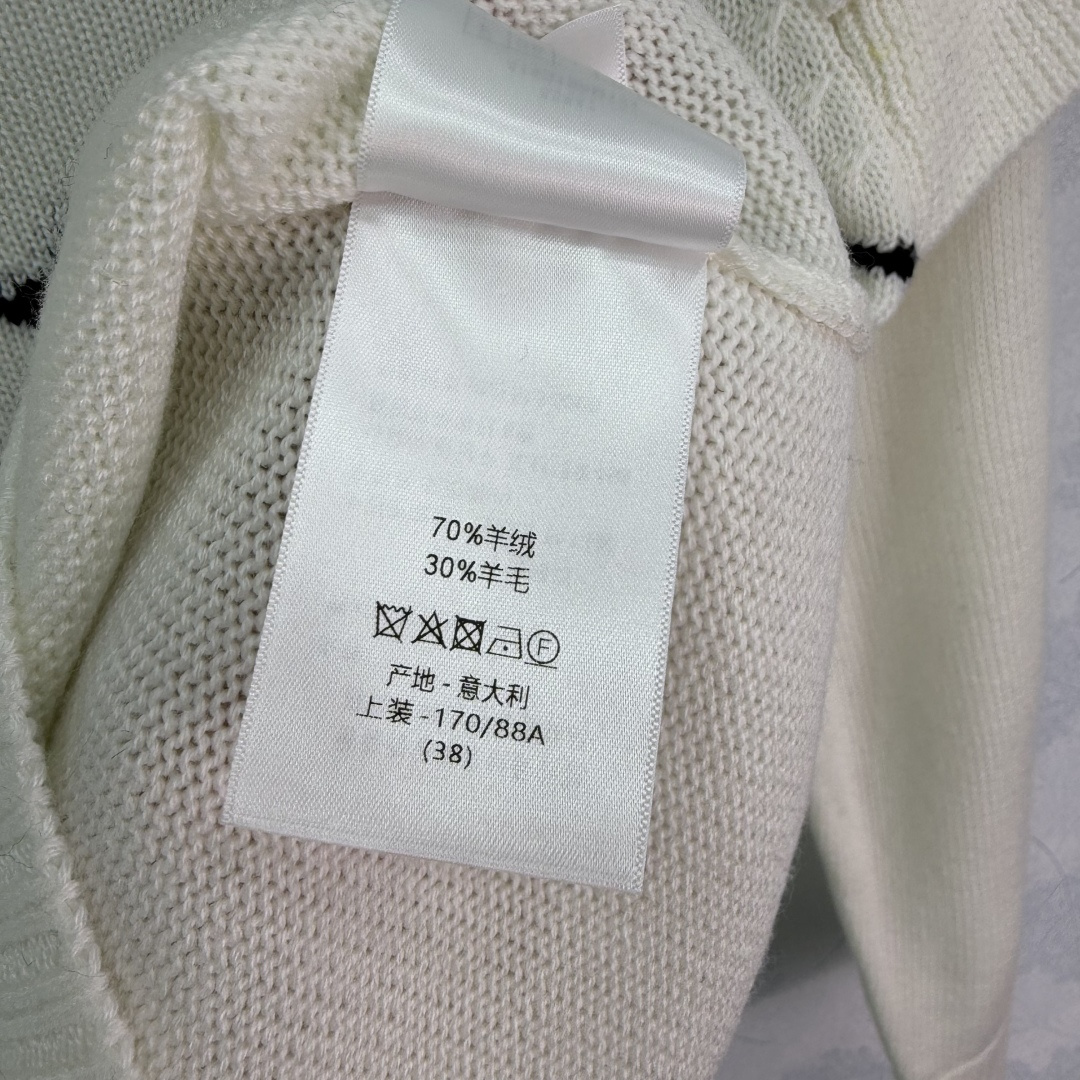 70%羊绒
30%羊毛
F
产地 - 意大利
上装 -170/88A
(38)